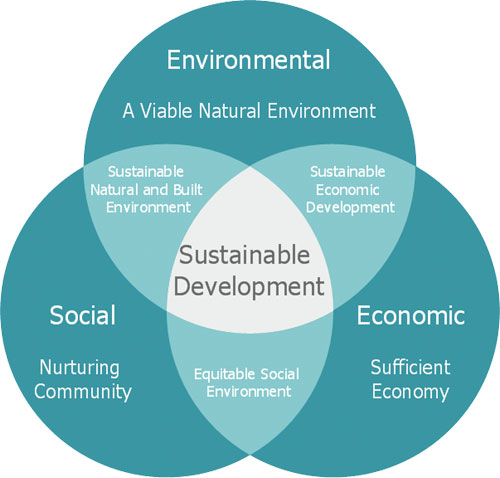 Environmental
A Viable Natural Environment
Sustainable
Natural and Built
Environment
Sustainable
Economic
Development
Sustainable
Development
Social
Nurturing
Community
Equitable Social
Environment
Economic
Sufficient
Economy